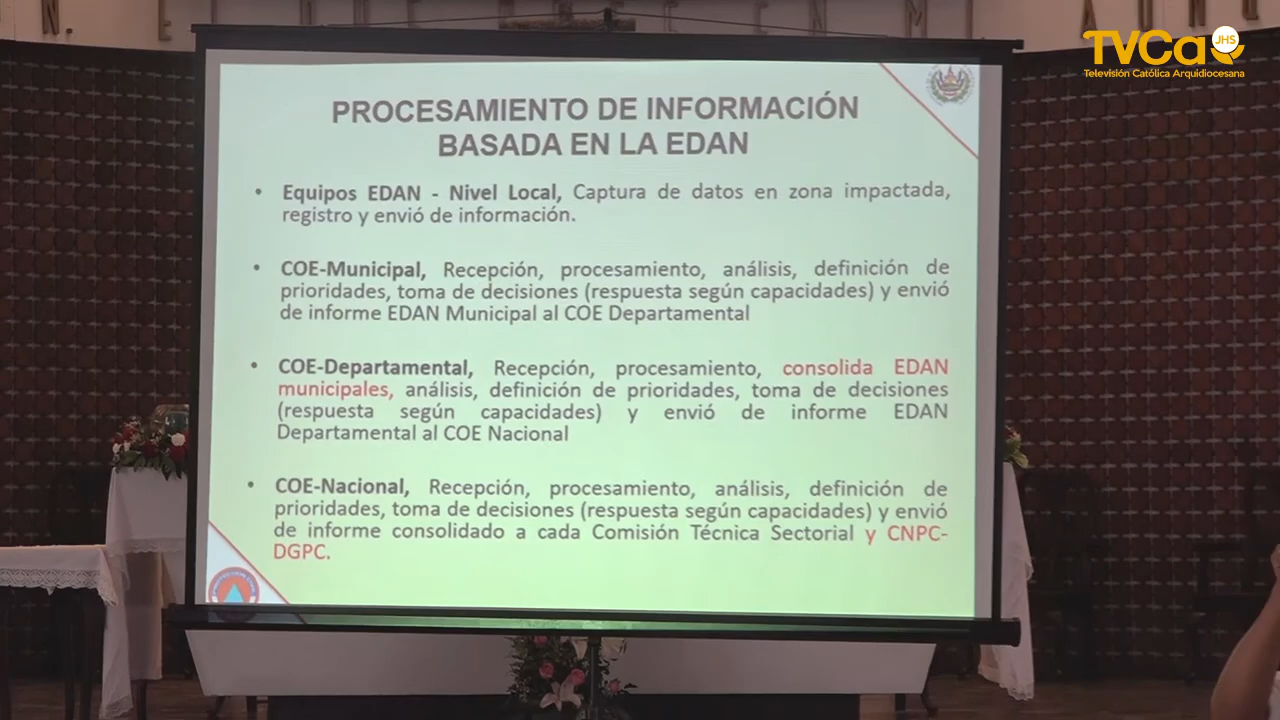 TVCa
JHS
Televisión Católica Arquidiocesana
PROCESAMIENTO DE INFORMACIÓN
BASADA EN LA EDAN
• Equipos EDAN - Nivel Local, Captura de datos en zona impactada,
registro y envió de información.
• COE-Municipal, Recepción, procesamiento, análisis, definición de
prioridades, toma de decisiones (respuesta según capacidades) y envió
de informe EDAN Municipal al COE Departamental
• COE-Departamental, Recepción, procesamiento, consolida EDAN
municipales, análisis, definición de prioridades, toma de decisiones
(respuesta según capacidades) y envió de informe EDAN
Departamental al COE Nacional
• COE-Nacional, Recepción, procesamiento, análisis, definición de
prioridades, toma de decisiones (respuesta según capacidades) y envió
de informe consolidado a cada Comisión Técnica Sectorial y CNPC-
DGPC.